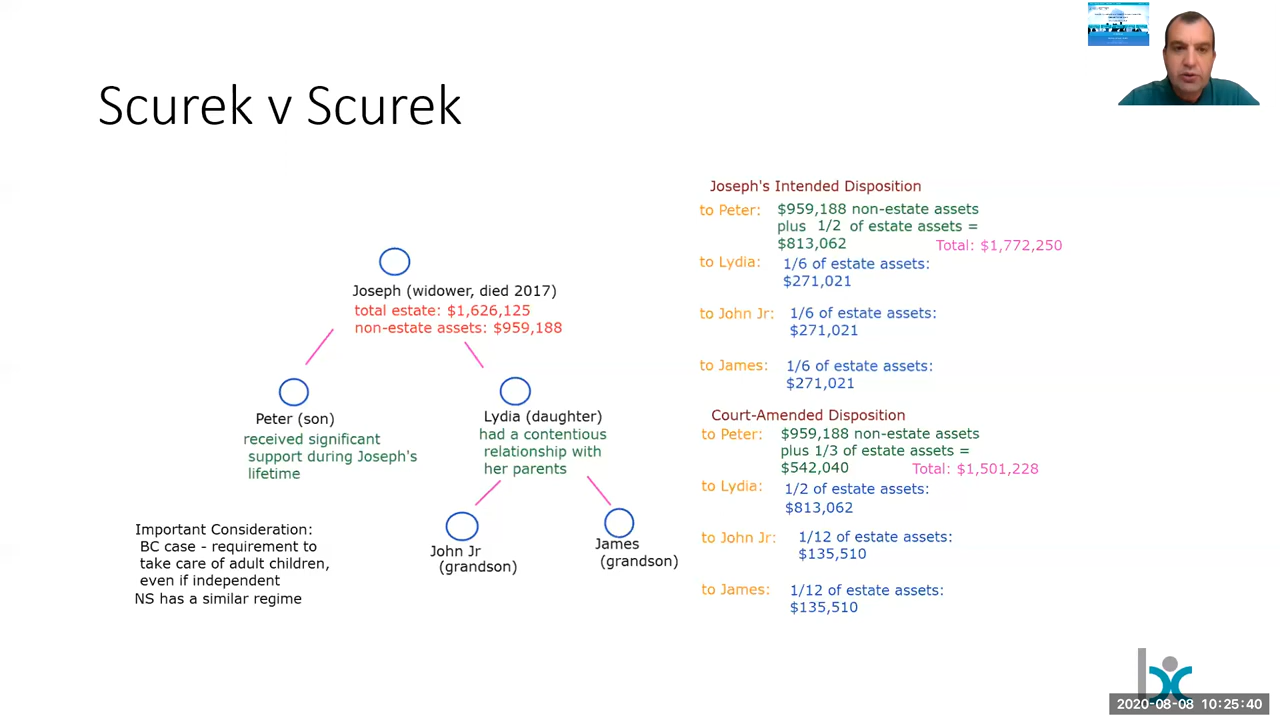 Scurek v Scurek
Joseph (widower, died 2017)
total estate: $1,626,125
non-estate assets: $959,188
Peter (son)
received significant
support during Joseph's
lifetime
Lydia (daughter)
had a contentious
relationship with
her parents
John Jr
(grandson)
James
(grandson)
Important Consideration:
BC case - requirement to
take care of adult children,
even if independent
NS has a similar regime
Joseph's Intended Disposition
to Peter: $959,188 non-estate assets
plus 1/2 of estate assets =
$813,062 Total: $1,772,250
to Lydia: 1/6 of estate assets:
$271,021
to John Jr: 1/6 of estate assets:
$271,021
to James: 1/6 of estate assets:
$271,021
Court-Amended Disposition
to Peter: $959,188 non-estate assets
plus 1/3 of estate assets =
$542,040 Total: $1,501,228
to Lydia: 1/2 of estate assets:
$813,062
to John Jr: 1/12 of estate assets:
$135,510
to James: 1/12 of estate assets:
$135,510
2020-08-08 10:25:40